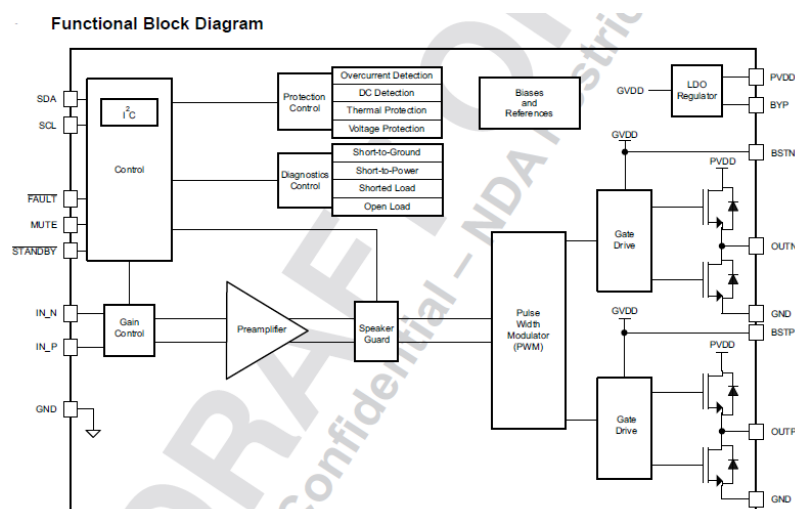 Functional Block Diagram
SDA
SCL
FAULT
MUTE
STANDBY
IN_N
IN_P
GND
I2C
Control
Gain
Control
Preamplifier
Protection
Control
Overcurrent Detection
DC Detection
Thermal Protection
Voltage Protection
Diagnostics
Control
Short-to-Ground
Short-to-Power
Shorted Load
Open Load
Speaker
Guard
Biases
and
References
Pulse
Width
Modulator
(PWM)
GVDD
LDO
Regulator
PVDD
BYP
GVDD
BSTN
PVDD
Gate
Drive
OUTN
GND
GVDD
BSTP
PVDD
Gate
Drive
OUTP
GND
DRAFT
Confidential – NDA